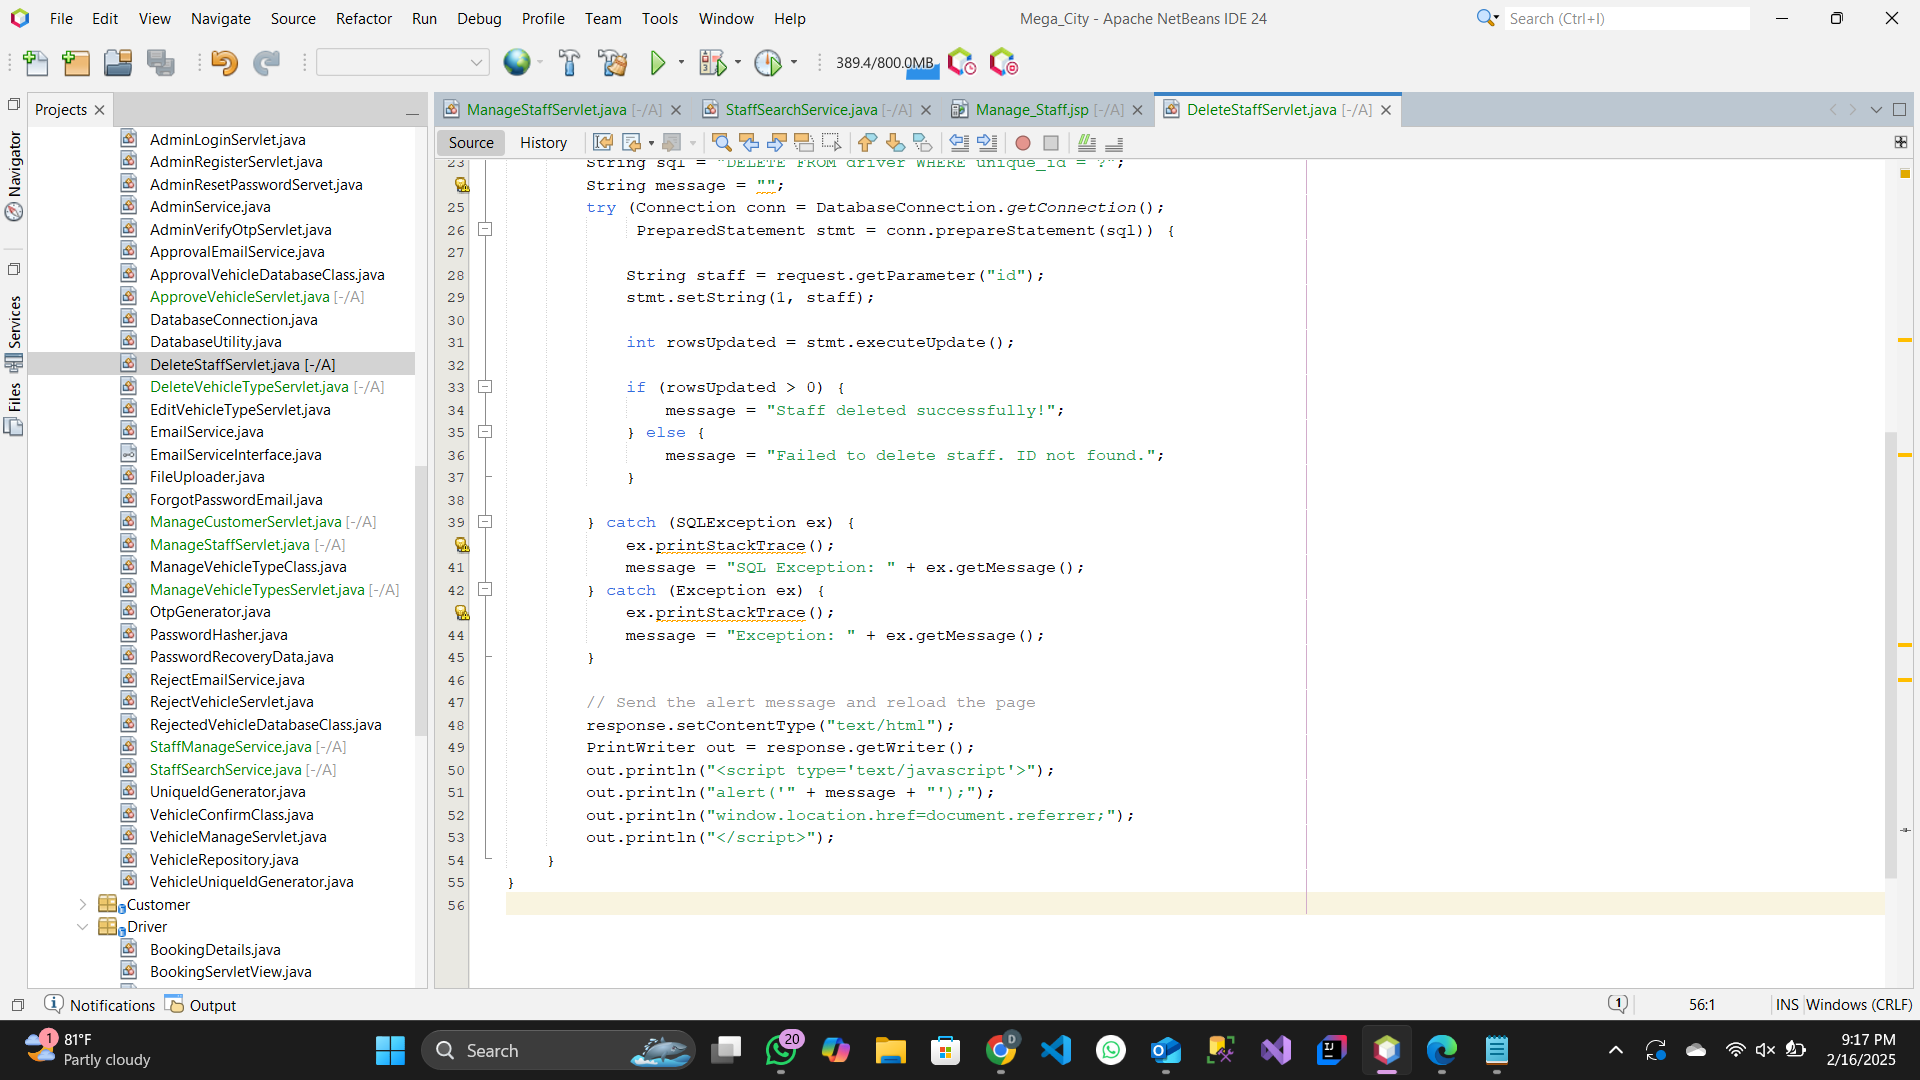 File Edit View Navigate Source Refactor Run Debug Profile Team Tools Window Help
Mega_City - Apache NetBeans IDE 24
Search (Ctrl+I)
389.4/800.0MB
Projects
Navigator
Services
Files
AdminLoginServlet.java
AdminRegisterServlet.java
AdminResetPasswordServet.java
AdminService.java
AdminVerifyOtpServlet.java
ApprovalEmailService.java
ApprovalVehicleDatabaseClass.java
ApproveVehicleServlet.java [-/A]
DatabaseConnection.java
DatabaseUtility.java
DeleteStaffServlet.java [-/A]
DeleteVehicleTypeServlet.java [-/A]
EditVehicleTypeServlet.java
EmailService.java
EmailServiceInterface.java
FileUploader.java
ForgotPasswordEmail.java
ManageCustomerServlet.java [-/A]
ManageStaffServlet.java [-/A]
ManageVehicleTypeClass.java
ManageVehicleTypesServlet.java [-/A]
OtpGenerator.java
PasswordHasher.java
PasswordRecoveryData.java
RejectEmailService.java
RejectVehicleServlet.java
RejectedVehicleDatabaseClass.java
StaffManageService.java [-/A]
StaffSearchService.java [-/A]
UniqueIdGenerator.java
VehicleConfirmClass.java
VehicleManageServlet.java
VehicleRepository.java
VehicleUniqueIdGenerator.java
Customer
Driver
BookingDetails.java
BookingServletView.java
ManageStaffServlet.java [-/A] StaffSearchService.java [-/A] Manage_Staff.jsp [-/A] DeleteStaffServlet.java [-/A]
Source History
23 String sql = "DELETE FROM driver WHERE unique_id = ?";
String message = "";
25 try (Connection conn = DatabaseConnection.getConnection();
26 PreparedStatement stmt = conn.prepareStatement(sql)) {
27
28 String staff = request.getParameter("id");
29 stmt.setString(1, staff);
30
31 int rowsUpdated = stmt.executeUpdate();
32
33 if (rowsUpdated > 0) {
34 message = "Staff deleted successfully!";
35 } else {
36 message = "Failed to delete staff. ID not found.";
37 }
38
39 } catch (SQLException ex) {
ex.printStackTrace();
41 message = "SQL Exception: " + ex.getMessage();
42 } catch (Exception ex) {
ex.printStackTrace();
44 message = "Exception: " + ex.getMessage();
45 }
46
47 // Send the alert message and reload the page
48 response.setContentType("text/html");
49 PrintWriter out = response.getWriter();
50 out.println("<script type='text/javascript'>");
51 out.println("alert('" + message + "');");
52 out.println("window.location.href=document.referrer;");
53 out.println("</script>");
54 }
55 }
56
Notifications Output
1
56:1 INS Windows (CRLF)
1
81°F
Partly cloudy
Search
20
D
9:17 PM
2/16/2025